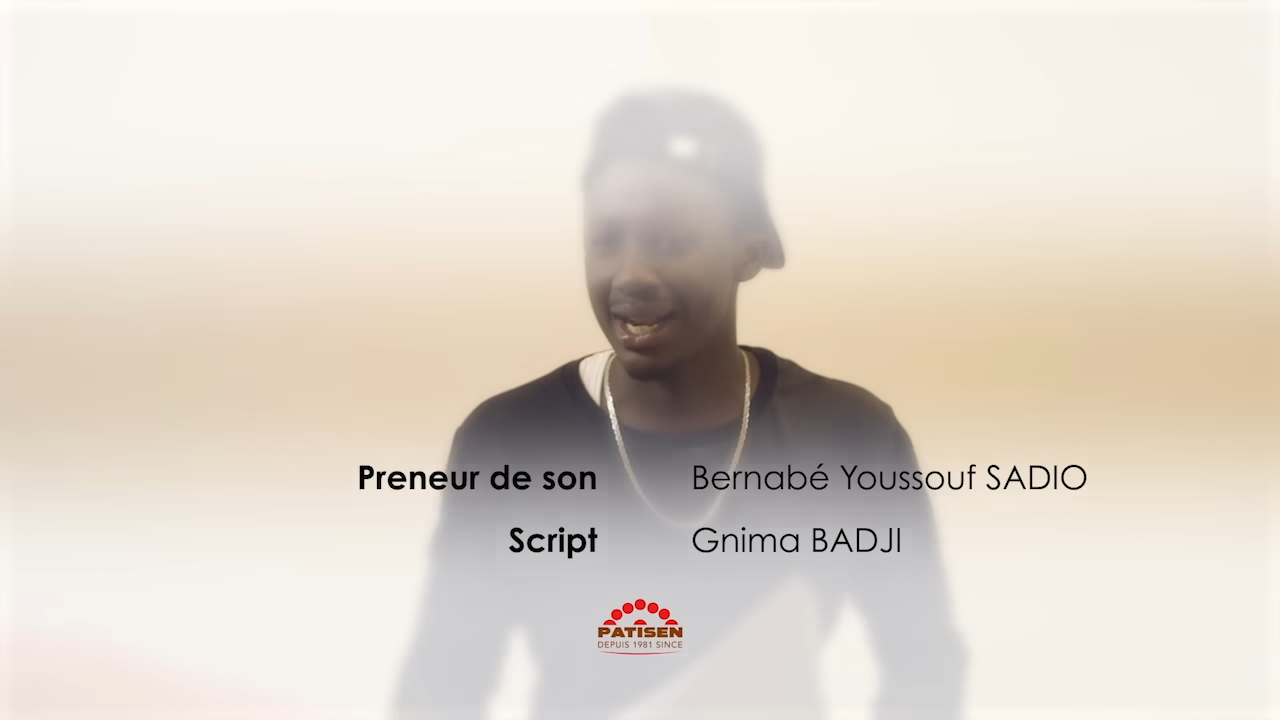 Preneur de son Bernabé Youssouf SADIO
Script Gnima BADJI
PATISEN
DEPUIS 1981 SINCE